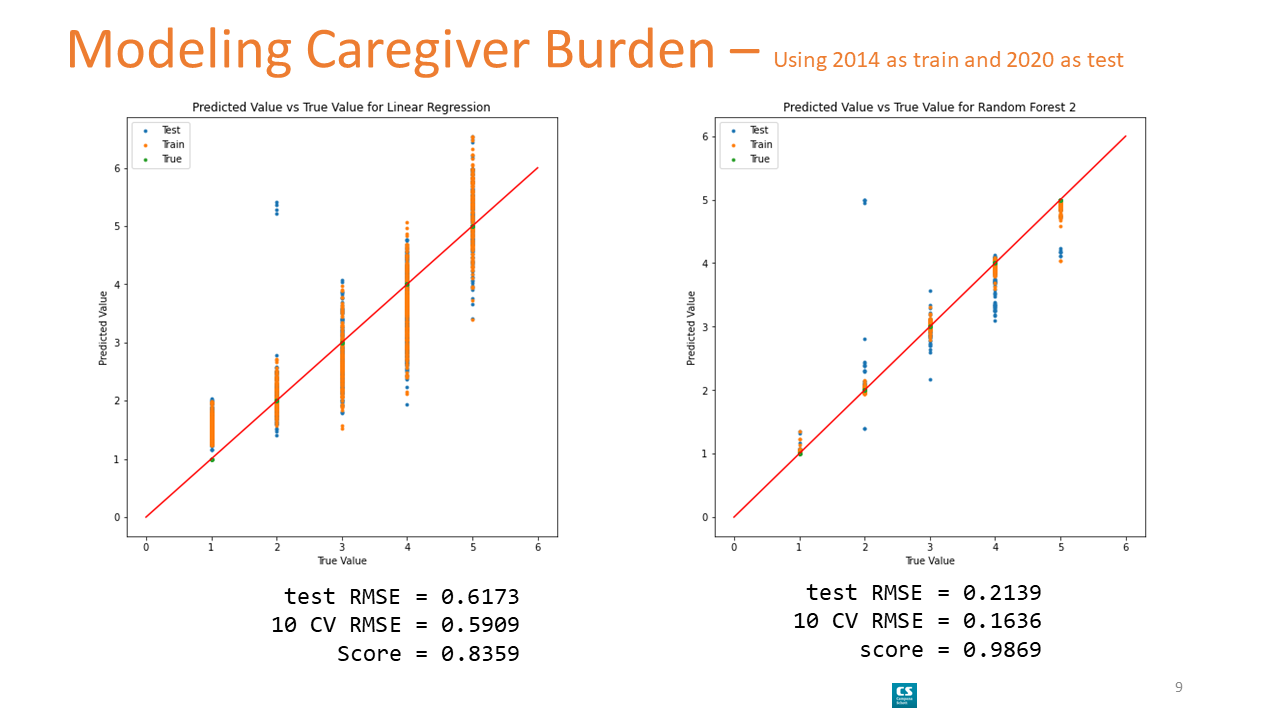 Modeling Caregiver Burden – Using 2014 as train and 2020 as test
Predicted Value vs True Value for Linear Regression
Test
Train
True
6
5
4
3
2
1
0
Predicted Value
0 1 2 3 4 5 6
True Value
test RMSE = 0.6173
10 CV RMSE = 0.5909
Score = 0.8359
Predicted Value vs True Value for Random Forest 2
Test
Train
True
6
5
4
3
2
1
0
Predicted Value
0 1 2 3 4 5 6
True Value
test RMSE = 0.2139
10 CV RMSE = 0.1636
score = 0.9869
CS
9